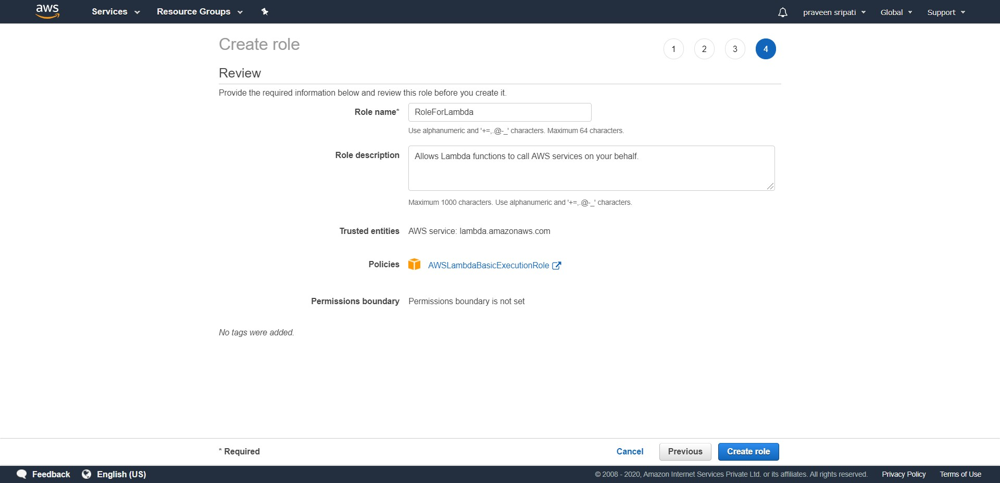 aws Services Resource Groups praveen sripati Global Support
Create role
1 2 3 4
Review
Provide the required information below and review this role before you create it.
Role name* RoleForLambda
Use alphanumeric and '+=,.@-_' characters. Maximum 64 characters.
Role description Allows Lambda functions to call AWS services on your behalf.
Maximum 1000 characters. Use alphanumeric and '+=,.@-_' characters.
Trusted entities AWS service: lambda.amazonaws.com
Policies AWSLambdaBasicExecutionRole
Permissions boundary Permissions boundary is not set
No tags were added.
* Required Cancel Previous Create role
Feedback English (US) © 2008 - 2020, Amazon Internet Services Private Ltd. or its affiliates. All rights reserved. Privacy Policy Terms of Use